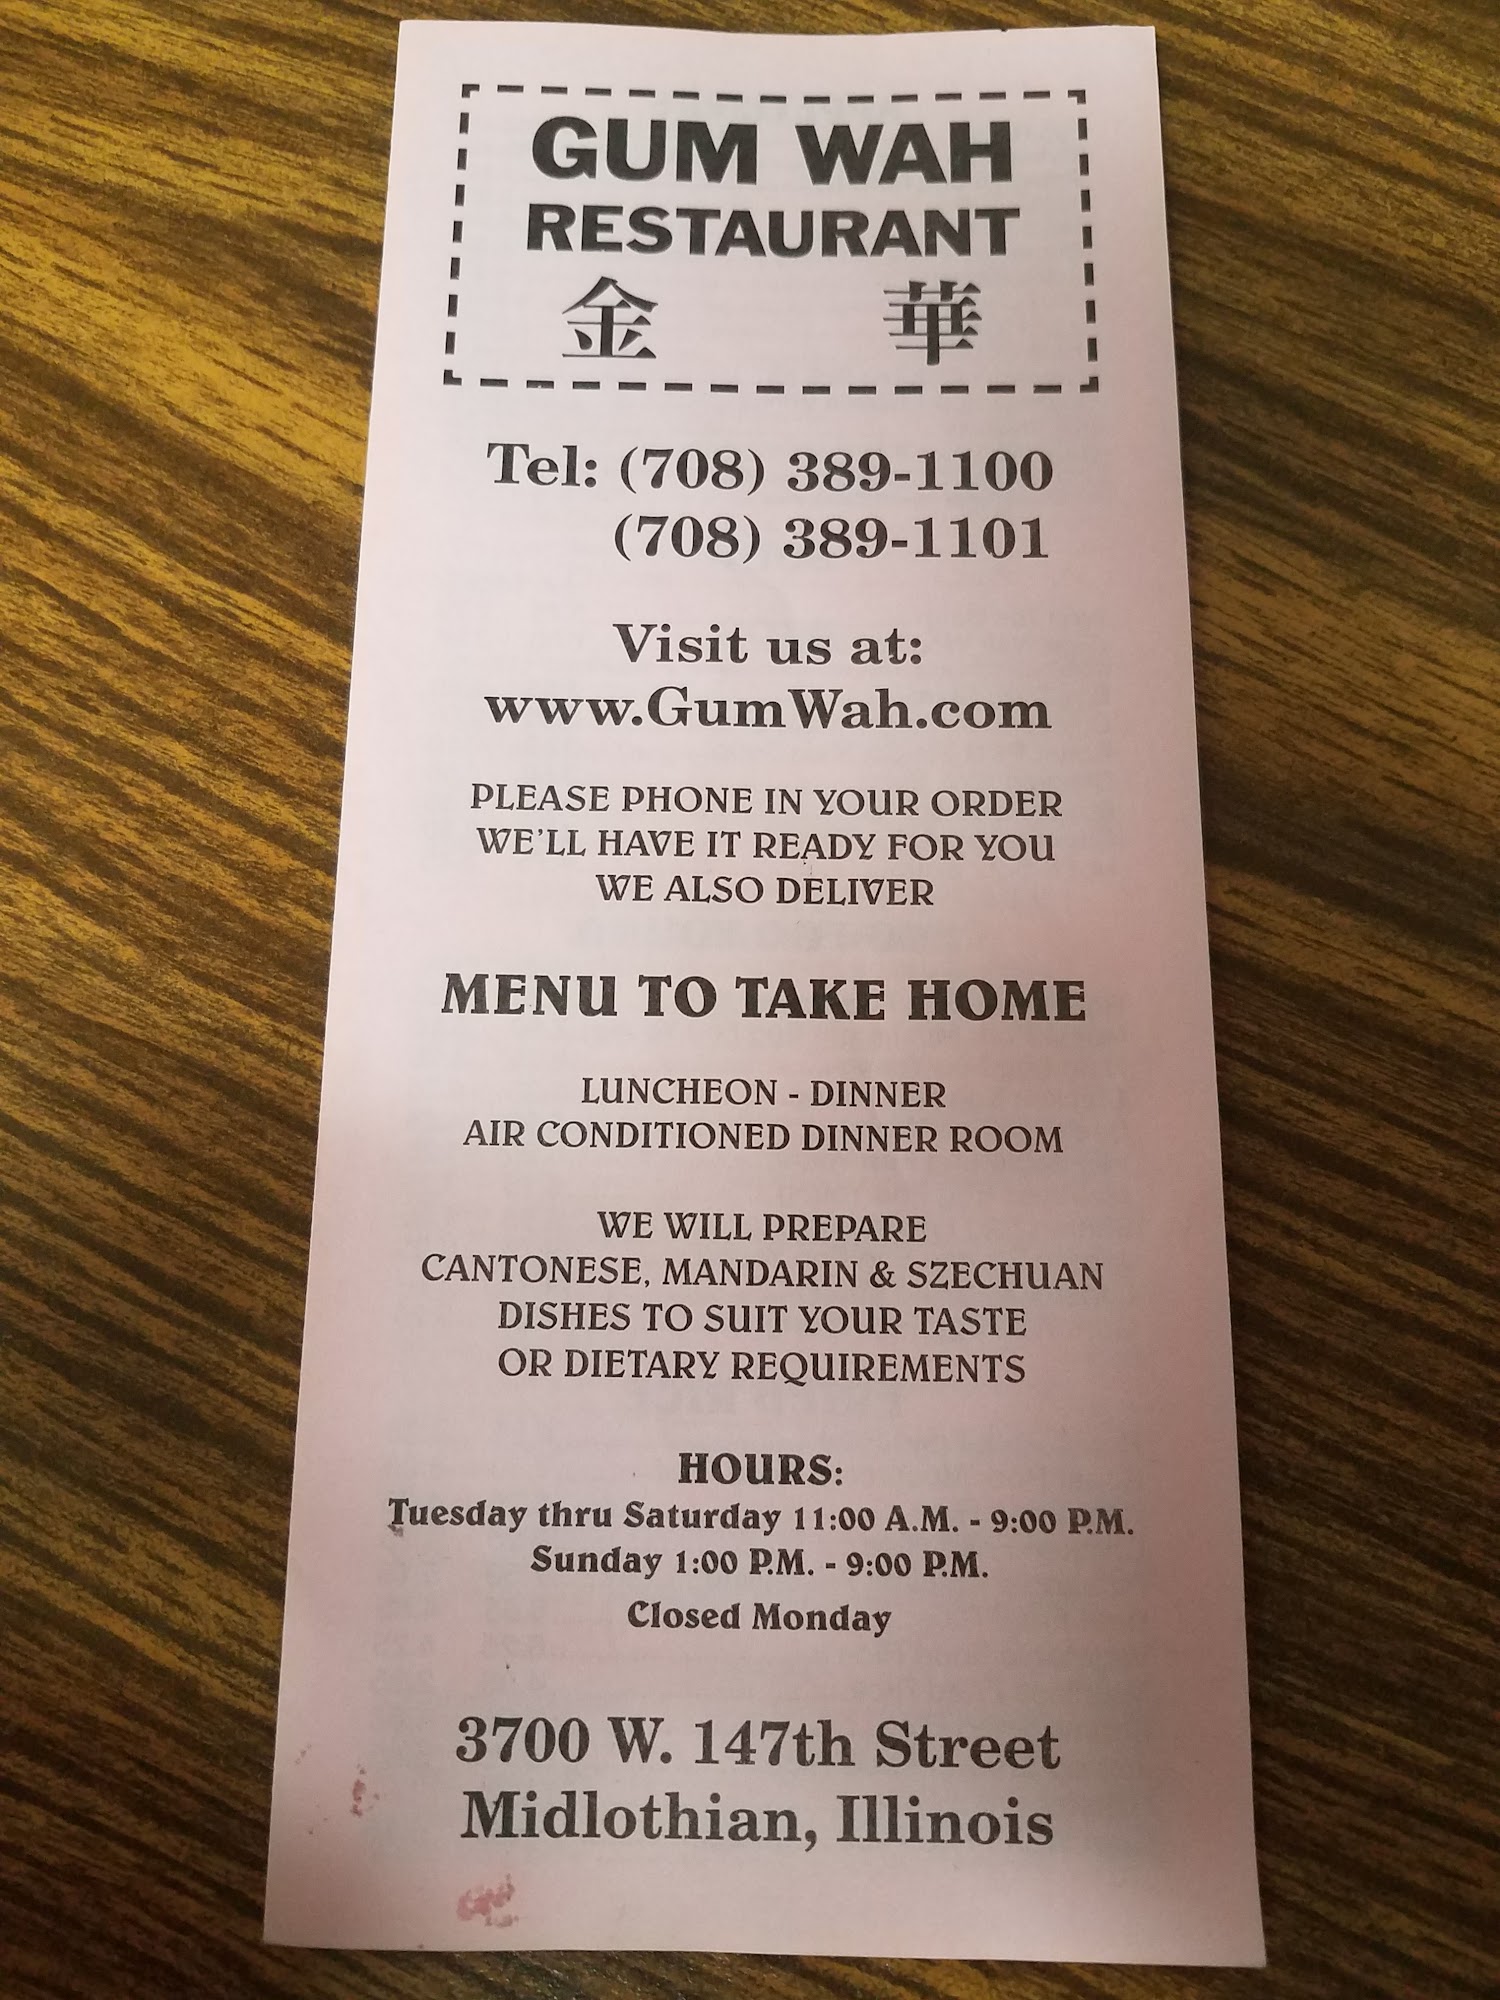 GUM WAH
RESTAURANT
金 華
Tel: (708) 389-1100
(708) 389-1101
Visit us at:
www.GumWah.com
PLEASE PHONE IN YOUR ORDER
WE'LL HAVE IT READY FOR YOU
WE ALSO DELIVER
MENU TO TAKE HOME
LUNCHEON - DINNER
AIR CONDITIONED DINNER ROOM
WE WILL PREPARE
CANTONESE, MANDARIN & SZECHUAN
DISHES TO SUIT YOUR TASTE
OR DIETARY REQUIREMENTS
HOURS:
Tuesday thru Saturday 11:00 A.M. - 9:00 P.M.
Sunday 1:00 P.M. - 9:00 P.M.
Closed Monday
3700 W. 147th Street
Midlothian, Illinois